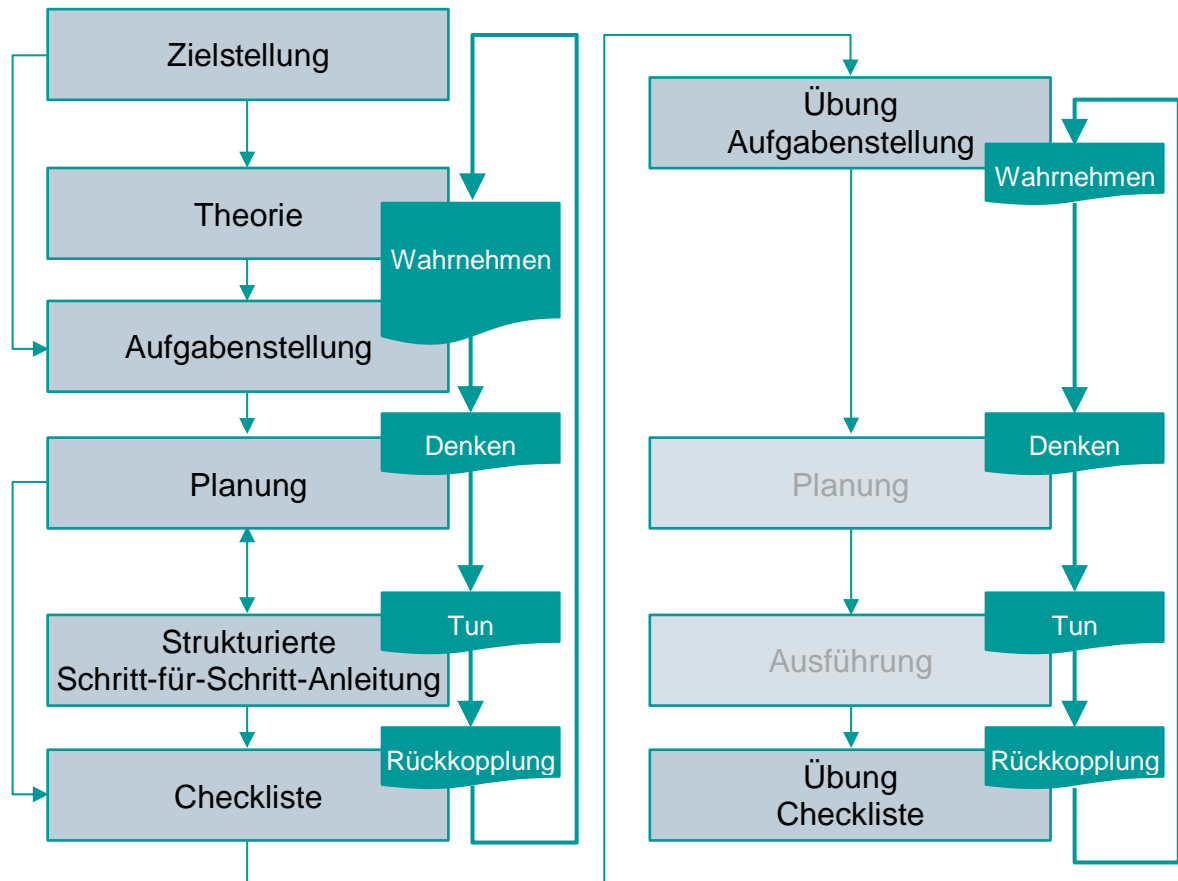 Zielstellung
Theorie
Wahrnehmen
Aufgabenstellung
Denken
Planung
Tun
Strukturierte
Schritt-für-Schritt-Anleitung
Rückkopplung
Checkliste
Übung
Aufgabenstellung
Wahrnehmen
Denken
Planung
Tun
Ausführung
Rückkopplung
Übung
Checkliste